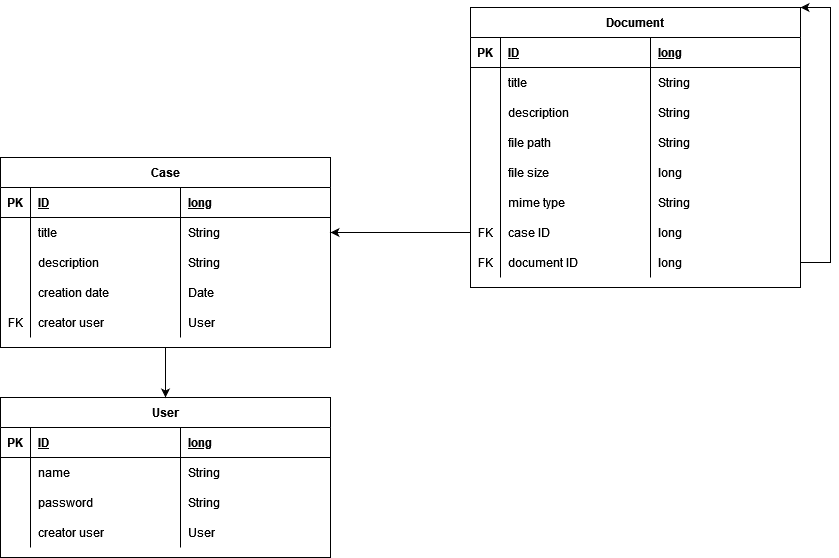 Document
PK ID long
title String
description String
file path String
file size long
mime type String
FK case ID long
FK document ID long
Case
PK ID long
title String
description String
creation date Date
FK creator user User
User
PK ID long
name String
password String
creator user User